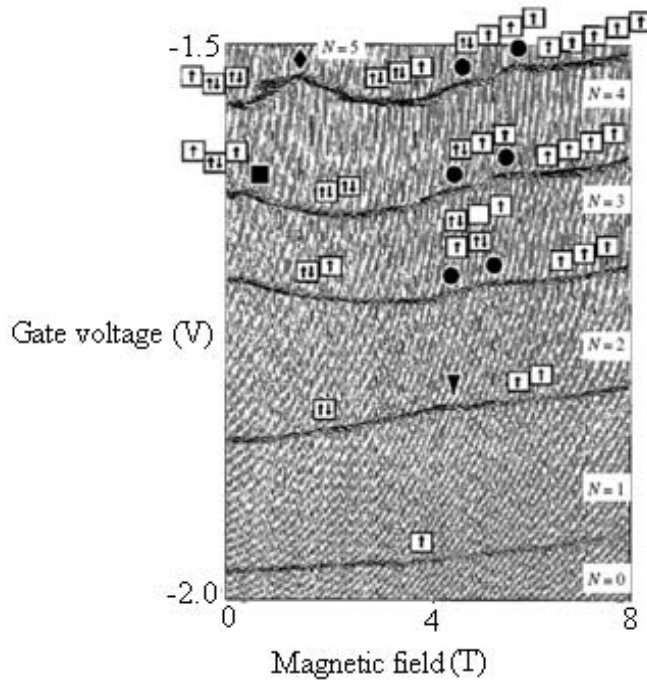 -1.5
N=5
N=4
N=3
Gate voltage (V)
N=2
N=1
-2.0
N=0
0
4
8
Magnetic field (T)